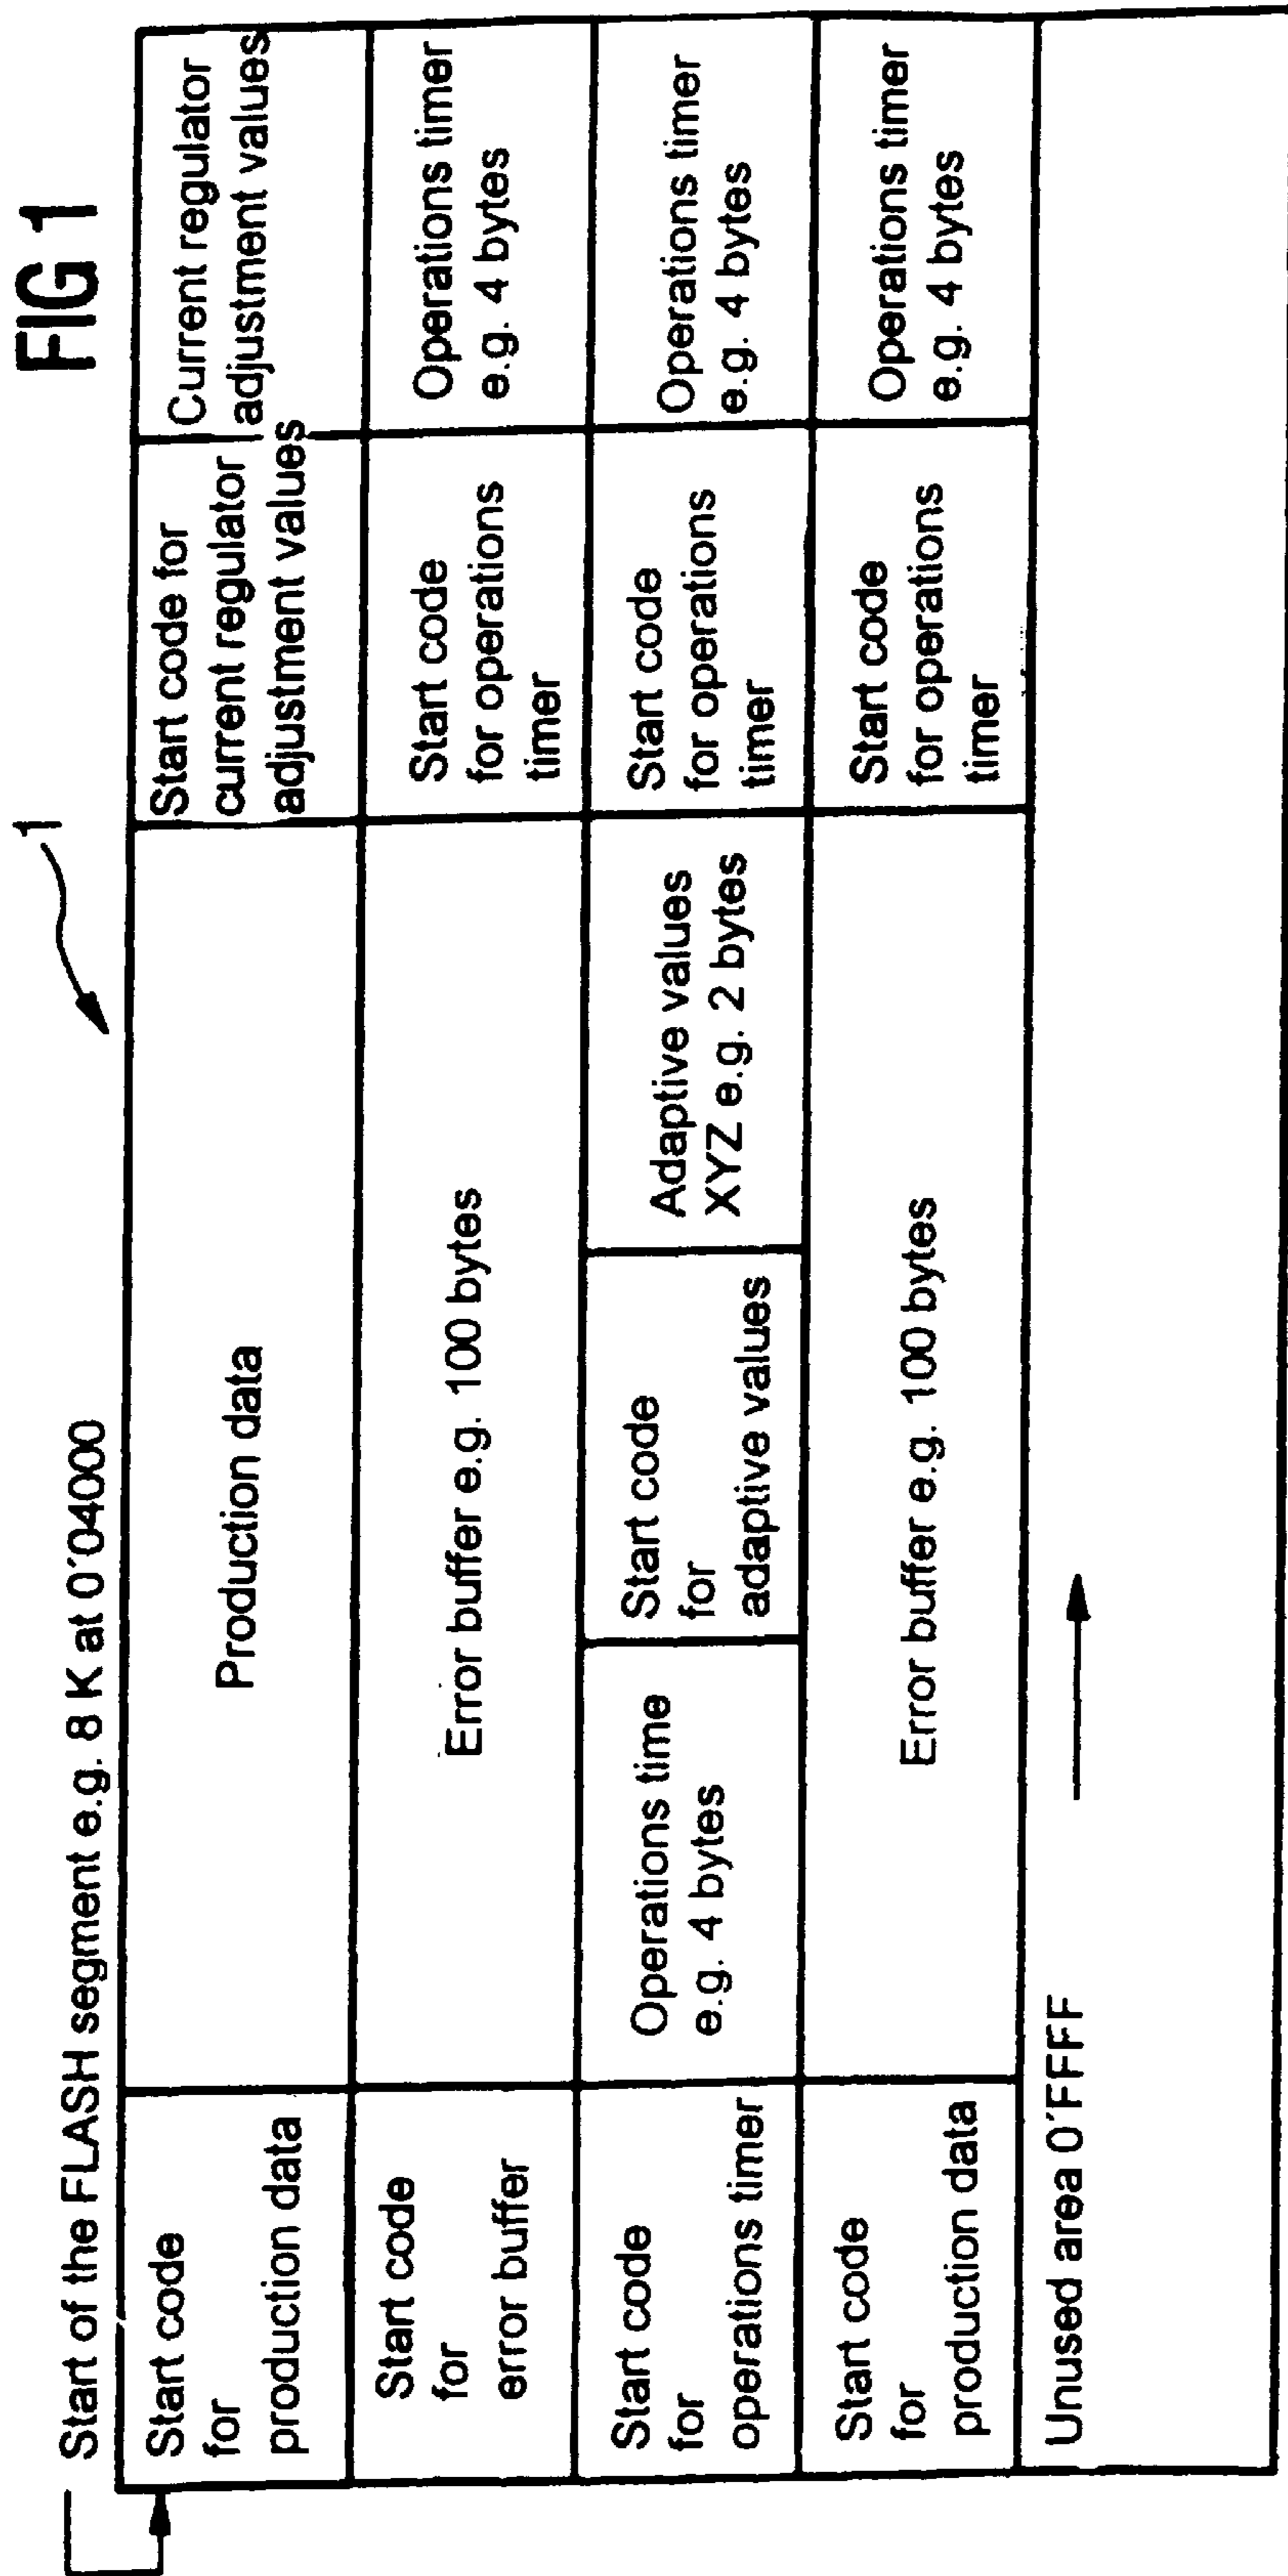 FIG 1
1
Start of the FLASH segment e.g. 8 K at 0'04000
Start code
for
production data
Production data
Start code for
current regulator
adjustment values
Current regulator
adjustment values
Start code
for
error buffer
Error buffer e.g. 100 bytes
Start code
for operations
timer
Operations timer
e.g. 4 bytes
Start code
for
operations timer
Operations time
e.g. 4 bytes
Start code
for
adaptive values
Adaptive values
XYZ e.g. 2 bytes
Start code
for operations
timer
Operations timer
e.g. 4 bytes
Start code
for
production data
Error buffer e.g. 100 bytes
Start code
for operations
timer
Operations timer
e.g. 4 bytes
Unused area 0'FFFF